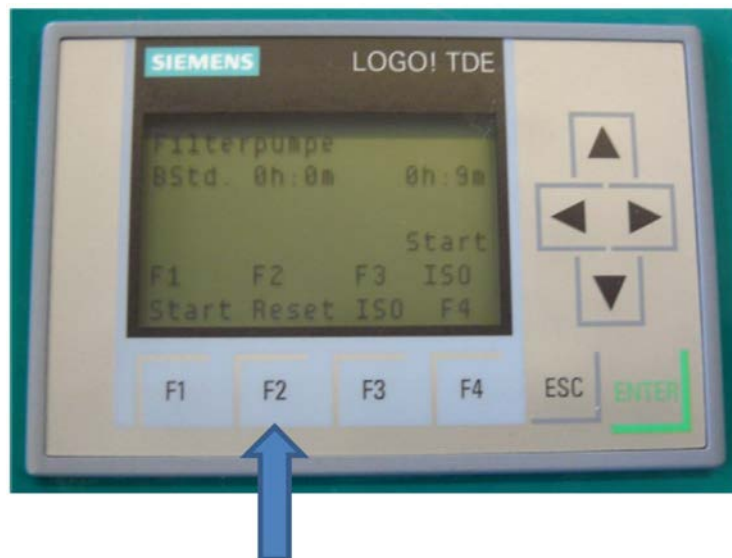 SIEMENS LOGO! TDE
Filterpumpe
BStd. 0h:0m 0h:9m
Start
F1 F2 F3 ISO
Start Reset ISO F4
F1 F2 F3 F4 ESC ENTER